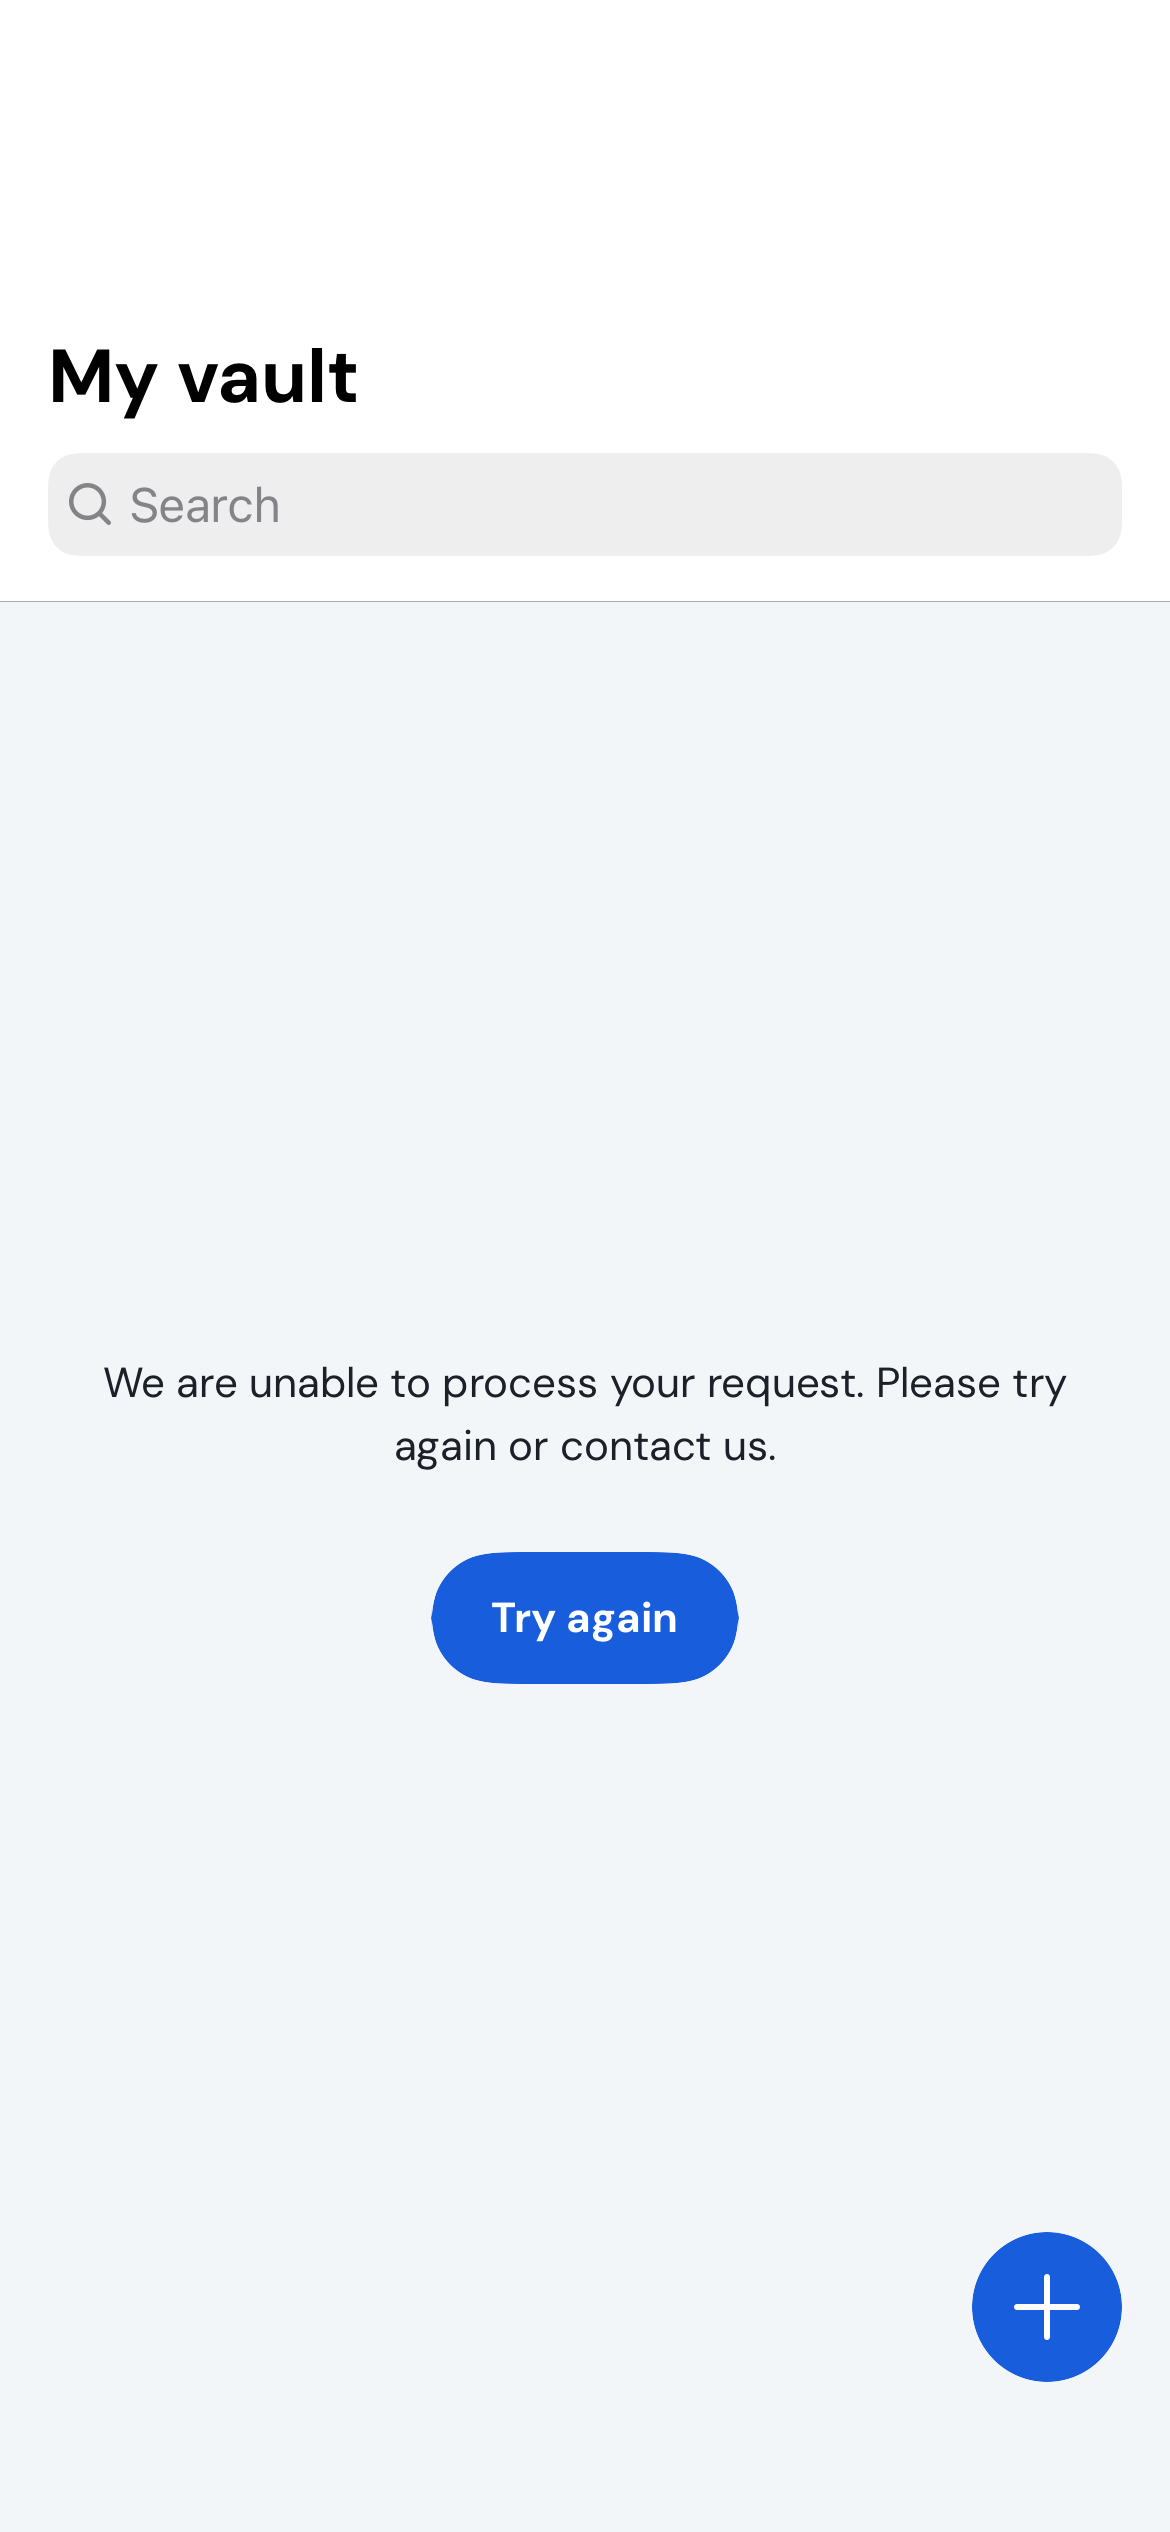 My vault
Search
We are unable to process your request. Please try
again or contact us.
Try again